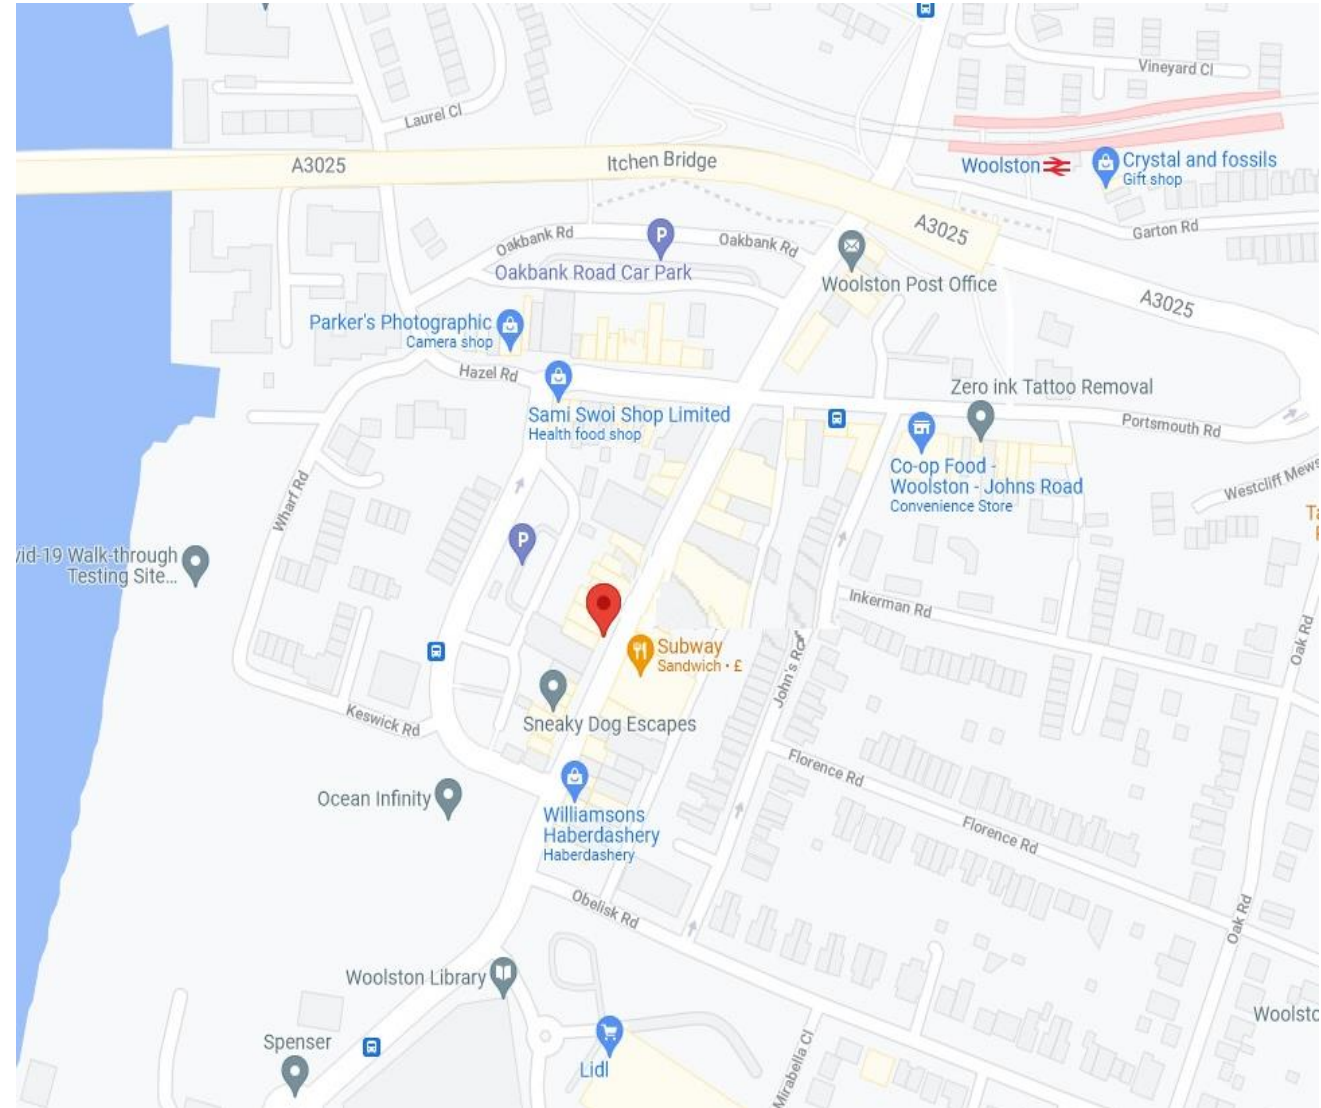 Vineyard Cl
Laurel Cl
A3025
Itchen Bridge
Woolston
Crystal and fossils
Gift shop
A3025
Garton Rd
Oakbank Rd
Oakbank Rd
P
Oakbank Road Car Park
Woolston Post Office
A3025
Parker's Photographic
Camera shop
Hazel Rd
Zero ink Tattoo Removal
Sami Swoi Shop Limited
Health food shop
Portsmouth Rd
Co-op Food -
Woolston - Johns Road
Convenience Store
Westcliff Mews
Wharf Rd
P
vid-19 Walk-through
Testing Site...
Inkerman Rd
Oak Rd
Subway
Sandwich · £
John's Rd
Sneaky Dog Escapes
Keswick Rd
Florence Rd
Ocean Infinity
Williamsons
Haberdashery
Haberdashery
Florence Rd
Obelisk Rd
Oak Rd
Woolston Library
Woolsto
Spenser
Lidl
Mirabella Cl